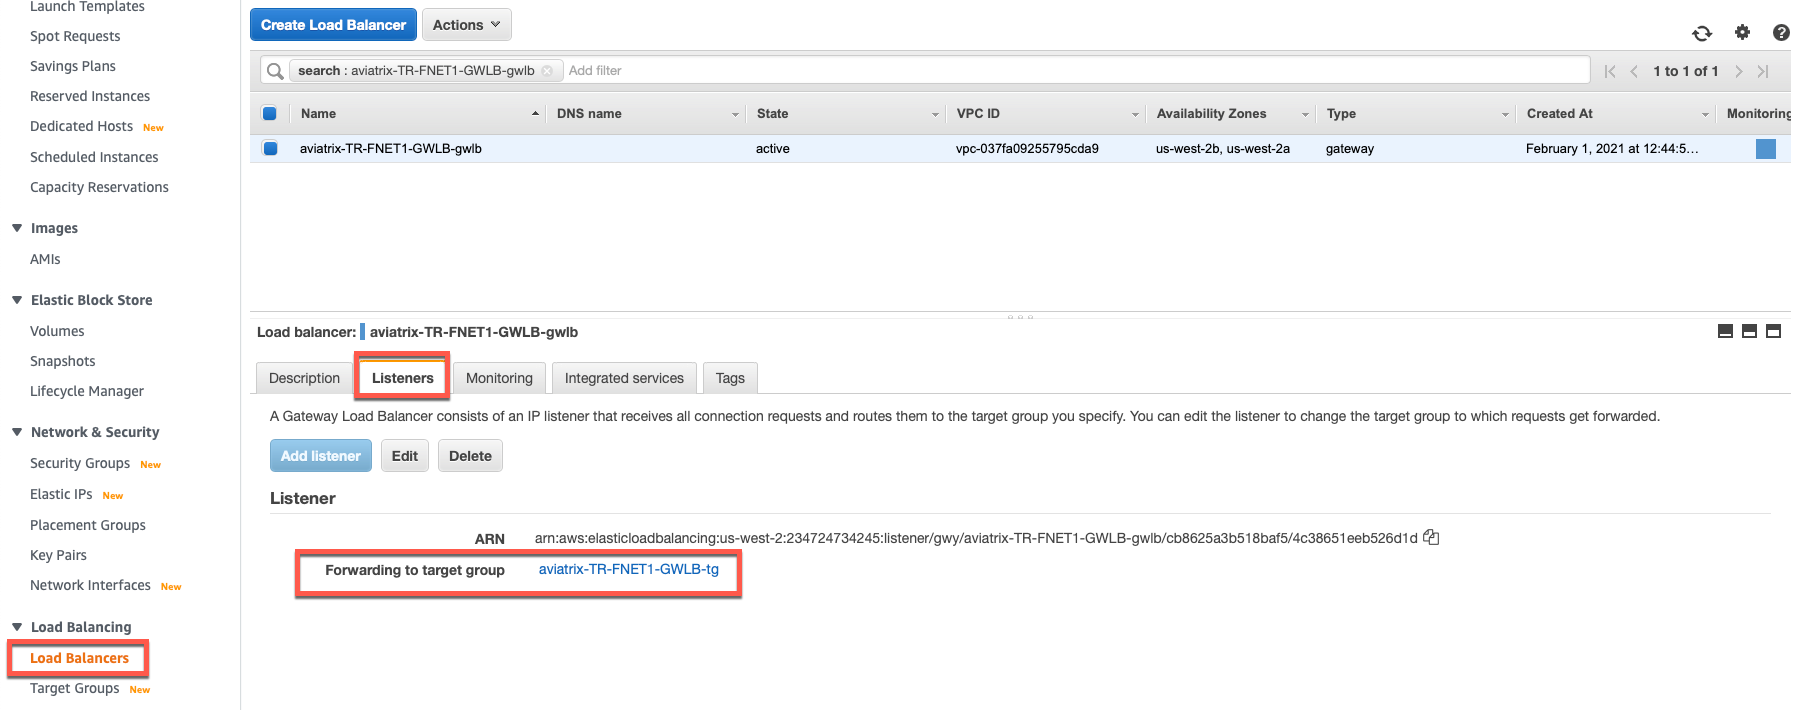 Launch Templates
Spot Requests
Savings Plans
Reserved Instances
Dedicated Hosts New
Scheduled Instances
Capacity Reservations
Images
AMIs
Elastic Block Store
Volumes
Snapshots
Lifecycle Manager
Network & Security
Security Groups New
Elastic IPs New
Placement Groups
Key Pairs
Network Interfaces New
Load Balancing
Load Balancers
Target Groups New
Create Load Balancer Actions
search : aviatrix-TR-FNET1-GWLB-gwlb Add filter 1 to 1 of 1
Name DNS name State VPC ID Availability Zones Type Created At Monitoring
aviatrix-TR-FNET1-GWLB-gwlb active vpc-037fa09255795cda9 us-west-2b, us-west-2a gateway February 1, 2021 at 12:44:5...
Load balancer: aviatrix-TR-FNET1-GWLB-gwlb
Description Listeners Monitoring Integrated services Tags
A Gateway Load Balancer consists of an IP listener that receives all connection requests and routes them to the target group you specify. You can edit the listener to change the target group to which requests get forwarded.
Add listener Edit Delete
Listener
ARN arn:aws:elasticloadbalancing:us-west-2:234724734245:listener/gwy/aviatrix-TR-FNET1-GWLB-gwlb/cb8625a3b518baf5/4c38651eeb526d1d
Forwarding to target group aviatrix-TR-FNET1-GWLB-tg